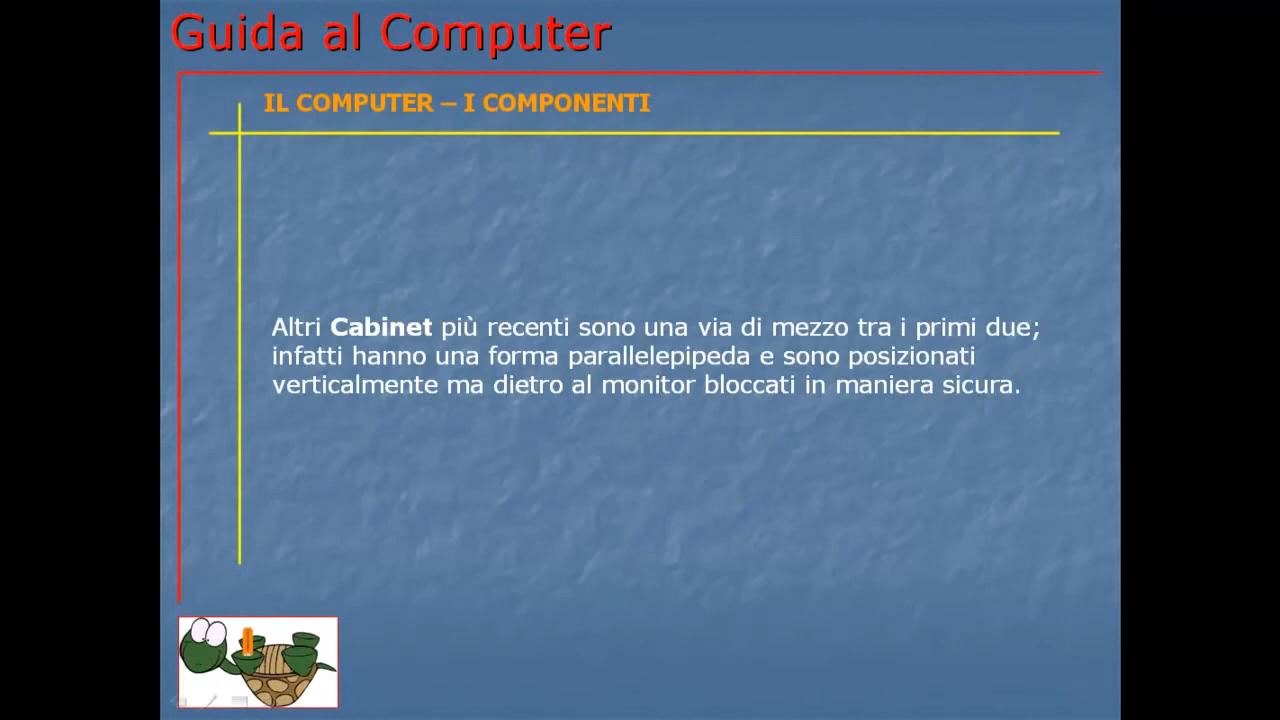 Guida al Computer
IL COMPUTER – I COMPONENTI
Altri Cabinet più recenti sono una via di mezzo tra i primi due;
infatti hanno una forma parallelepipeda e sono posizionati
verticalmente ma dietro al monitor bloccati in maniera sicura.